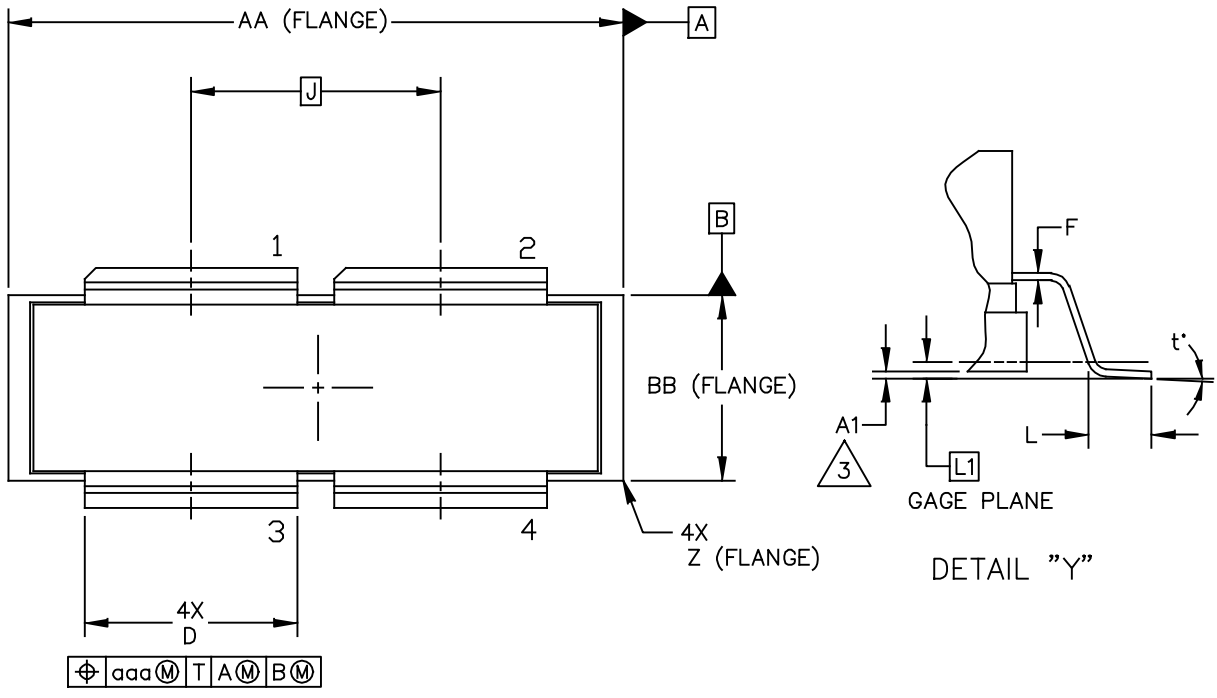 AA (FLANGE)
A
J
B
1
2
F
t°
BB (FLANGE)
A1
3
L
L1
GAGE PLANE
3
4
4X
Z (FLANGE)
DETAIL "Y"
4X
D
⌖ aaa Ⓜ T A Ⓜ B Ⓜ